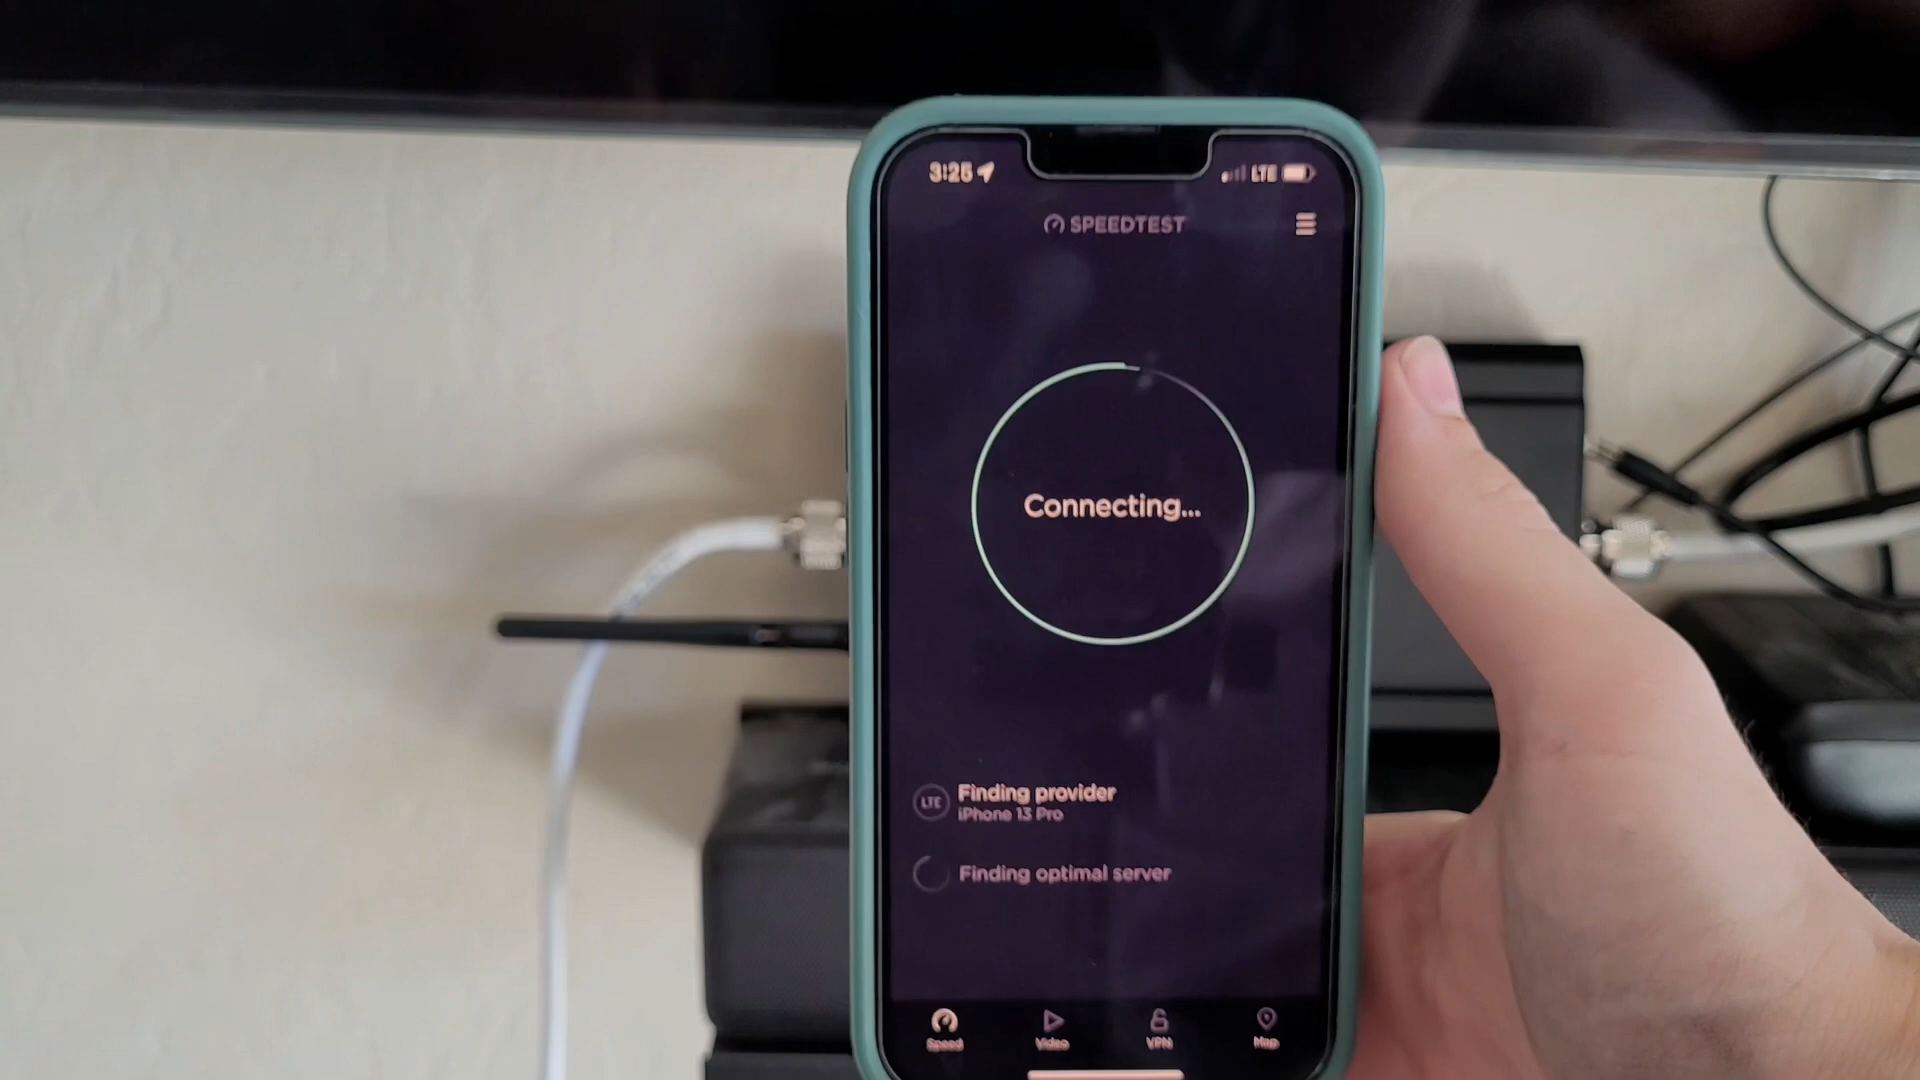 3:25 LTE
SPEEDTEST
Connecting...
LTE
Finding provider
iPhone 13 Pro
Finding optimal server
Speed Video VPN Map